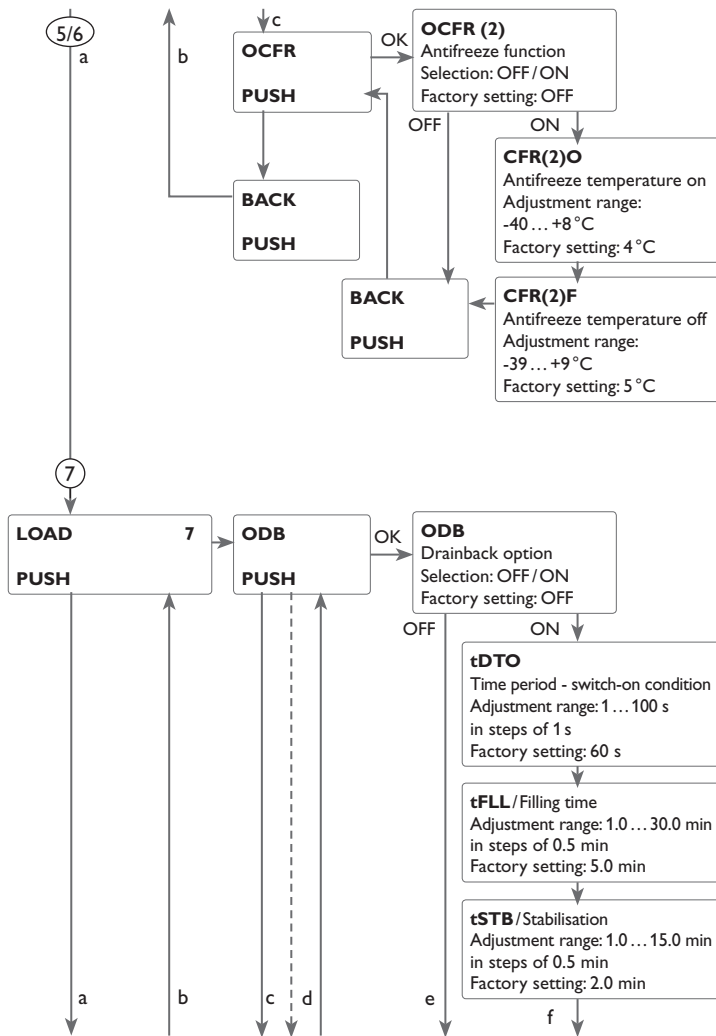 5/6
a
b
c
OCFR
PUSH
OK
OCFR (2)
Antifreeze function
Selection: OFF / ON
Factory setting: OFF
OFF
ON
CFR(2)O
Antifreeze temperature on
Adjustment range:
-40 … +8 °C
Factory setting: 4 °C
BACK
PUSH
BACK
PUSH
CFR(2)F
Antifreeze temperature off
Adjustment range:
-39 … +9 °C
Factory setting: 5 °C
7
LOAD 7
PUSH
ODB
PUSH
OK
ODB
Drainback option
Selection: OFF / ON
Factory setting: OFF
OFF
ON
tDTO
Time period - switch-on condition
Adjustment range: 1 … 100 s
in steps of 1 s
Factory setting: 60 s
tFLL / Filling time
Adjustment range: 1.0 … 30.0 min
in steps of 0.5 min
Factory setting: 5.0 min
tSTB / Stabilisation
Adjustment range: 1.0 … 15.0 min
in steps of 0.5 min
Factory setting: 2.0 min
a
b
c
d
e
f